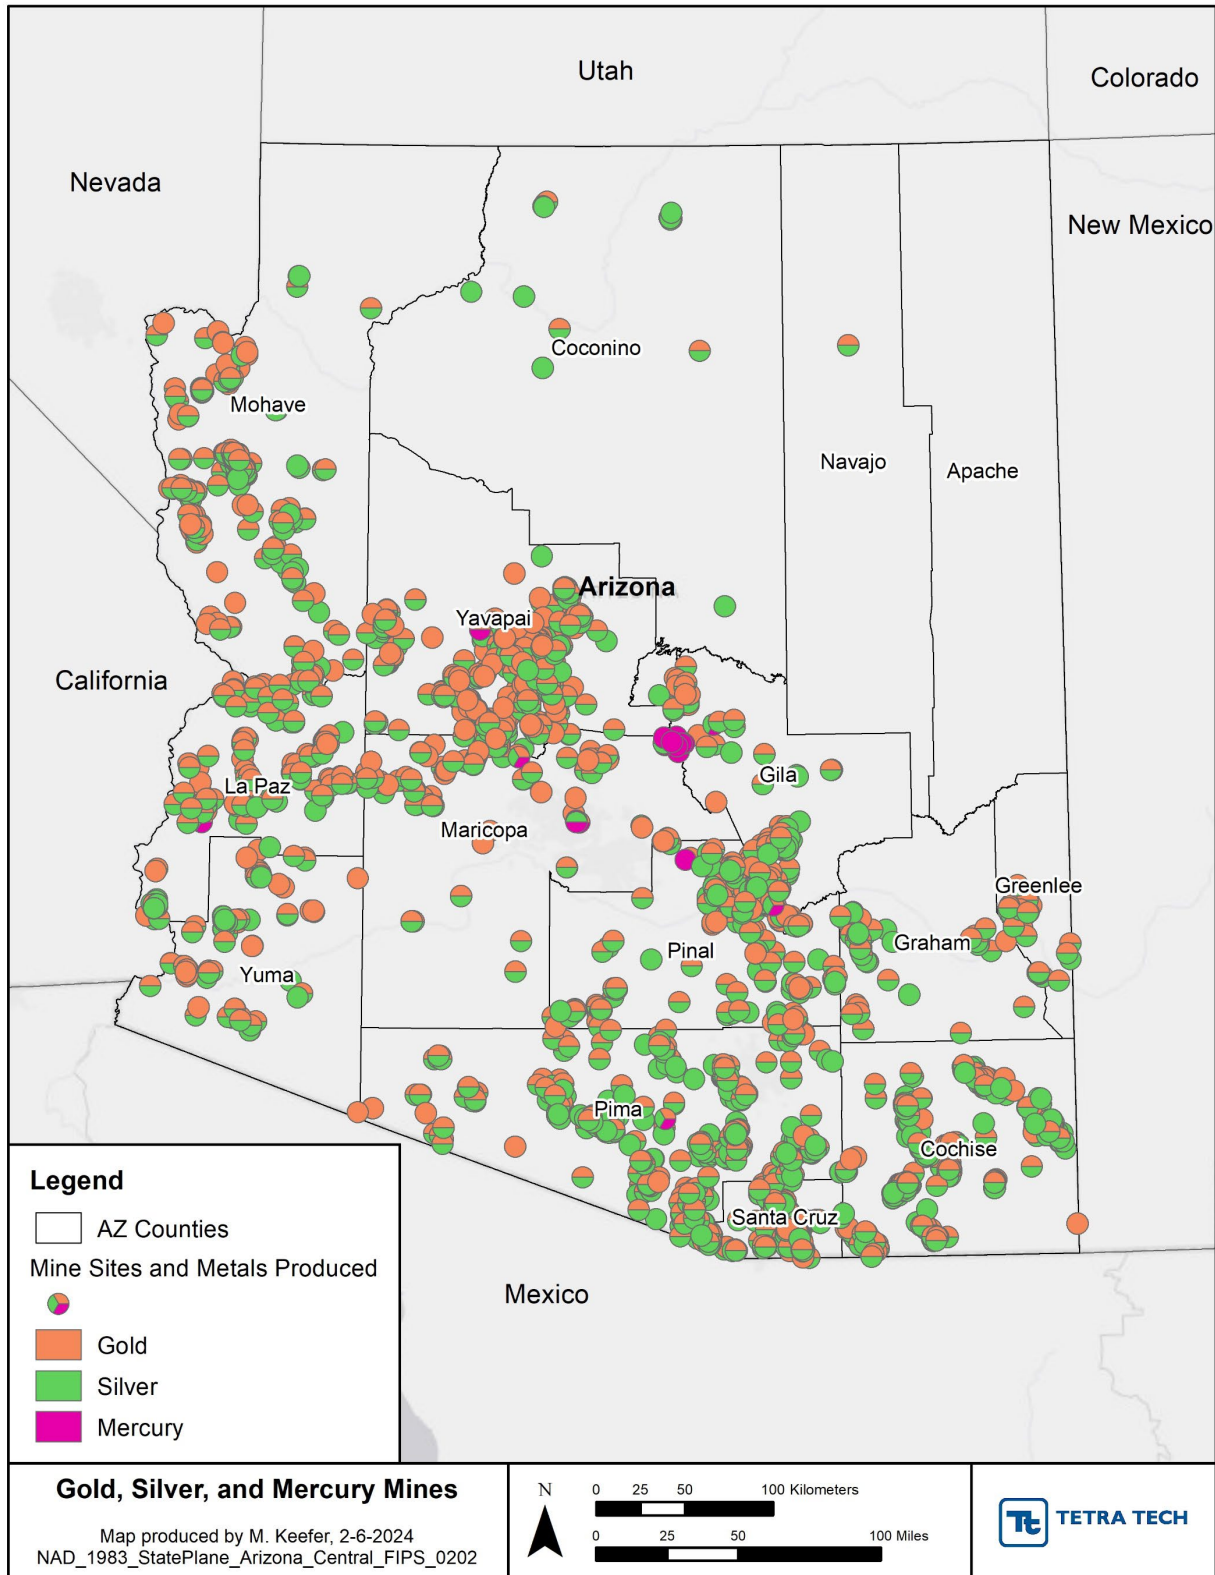 Utah
Colorado
Nevada
New Mexico
Coconino
Mohave
Navajo
Apache
Arizona
Yavapai
California
La Paz
Gila
Maricopa
Greenlee
Graham
Pinal
Yuma
Pima
Cochise
Santa Cruz
Mexico
Legend
AZ Counties
Mine Sites and Metals Produced
Gold
Silver
Mercury
Gold, Silver, and Mercury Mines
Map produced by M. Keefer, 2-6-2024
NAD_1983_StatePlane_Arizona_Central_FIPS_0202
N
0 25 50 100 Kilometers
0 50 100 Miles
Tt TETRA TECH